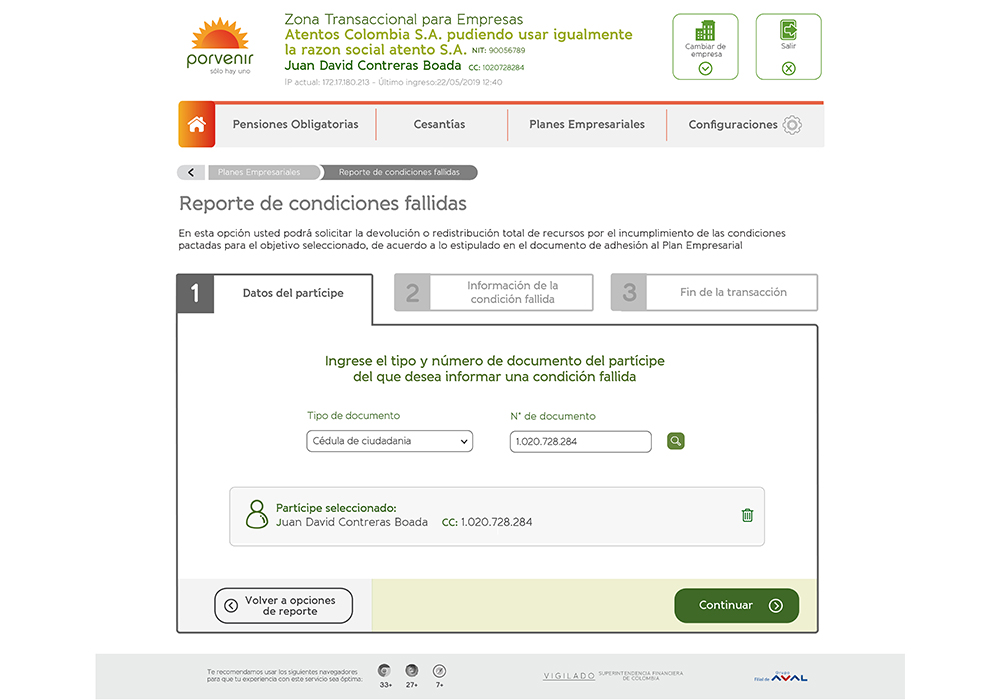 porvenir
sólo hay uno
Zona Transaccional para Empresas
Atentos Colombia S.A. pudiendo usar igualmente
la razon social atento S.A. NIT: 90056789
Juan David Contreras Boada CC: 1020728284
IP actual: 172.17.180.213 - Último ingreso:22/05/2019 12:40
Cambiar de
empresa
Salir
Pensiones Obligatorias
Cesantías
Planes Empresariales
Configuraciones
Planes Empresariales
Reporte de condiciones fallidas
Reporte de condiciones fallidas
En esta opción usted podrá solicitar la devolución o redistribución total de recursos por el incumplimiento de las condiciones
pactadas para el objetivo seleccionado, de acuerdo a lo estipulado en el documento de adhesión al Plan Empresarial
1 Datos del partícipe
2 Información de la
condición fallida
3 Fin de la transacción
Ingrese el tipo y número de documento del partícipe
del que desea informar una condición fallida
Tipo de documento
N° de documento
Cédula de ciudadania
1.020.728.284
Partícipe seleccionado:
Juan David Contreras Boada CC: 1.020.728.284
Volver a opciones
de reporte
Continuar
Te recomendamos usar los siguientes navegadores
para que tu experiencia con este servicio sea óptima.
33+
27+
7+
VIGILADO SUPERINTENDENCIA FINANCIERA
DE COLOMBIA
Grupo
Filial de AVAL